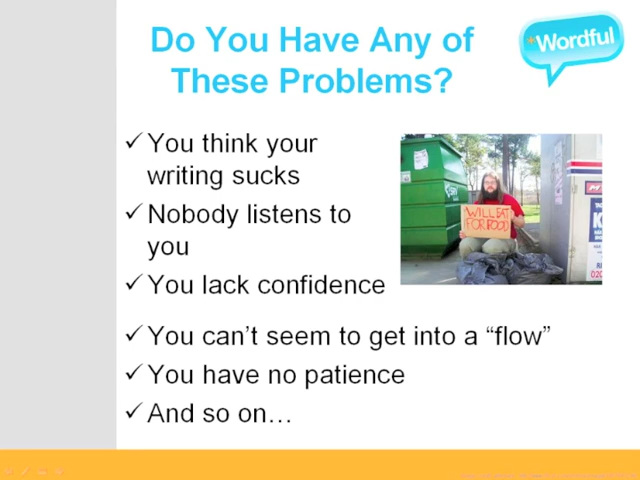 Do You Have Any of
These Problems?
*Wordful
You think your
writing sucks
Nobody listens to
you
You lack confidence
WILL EAT
FOR FOOD
You can’t seem to get into a “flow”
You have no patience
And so on…